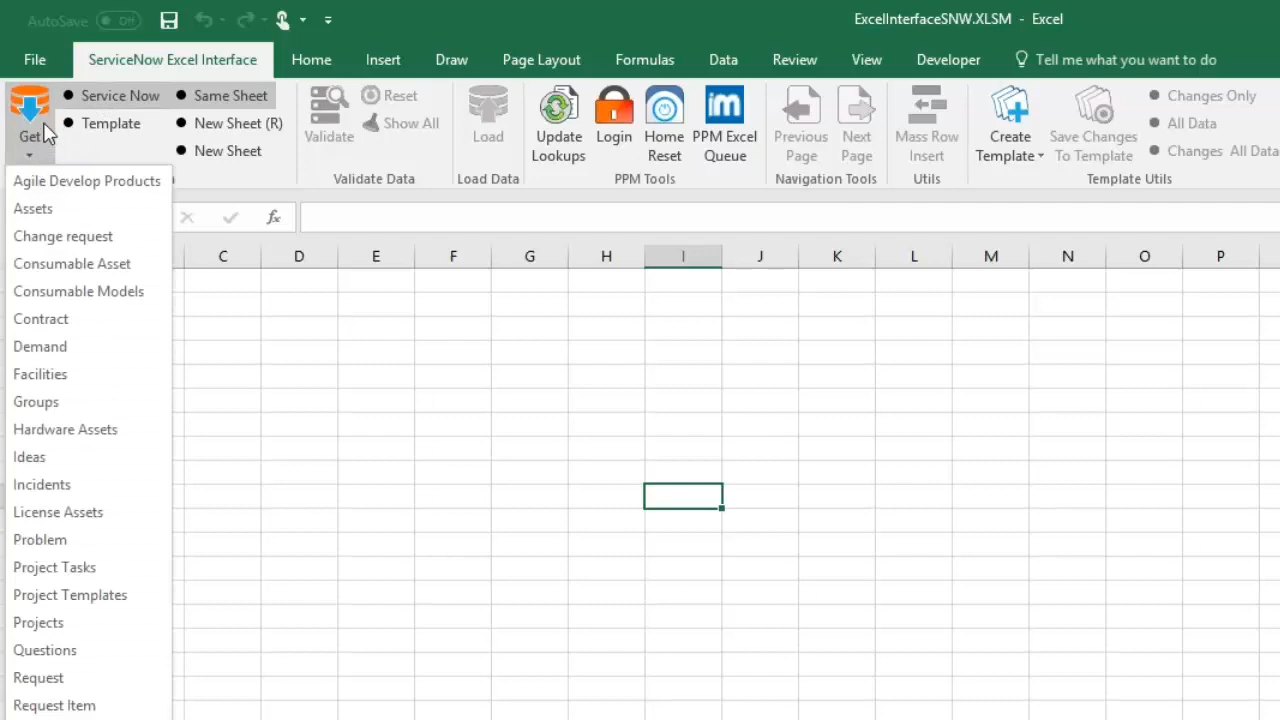 AutoSave Off
ExcelInterfaceSNW.XLSM - Excel
File ServiceNow Excel Interface Home Insert Draw Page Layout Formulas Data Review View Developer Tell me what you want to do
Get
Service Now Same Sheet
Template New Sheet (R)
New Sheet
Validate
Reset
Show All
Validate Data
Load
Load Data
Update Lookups
Login
Home Reset
PPM Excel Queue
im
PPM Tools
Previous Page
Next Page
Navigation Tools
Mass Row Insert
Utils
Create Template
Save Changes To Template
Changes Only
All Data
Changes All Data
Template Utils
fx
C D E F G H I J K L M N O P
Agile Develop Products
Assets
Change request
Consumable Asset
Consumable Models
Contract
Demand
Facilities
Groups
Hardware Assets
Ideas
Incidents
License Assets
Problem
Project Tasks
Project Templates
Projects
Questions
Request
Request Item